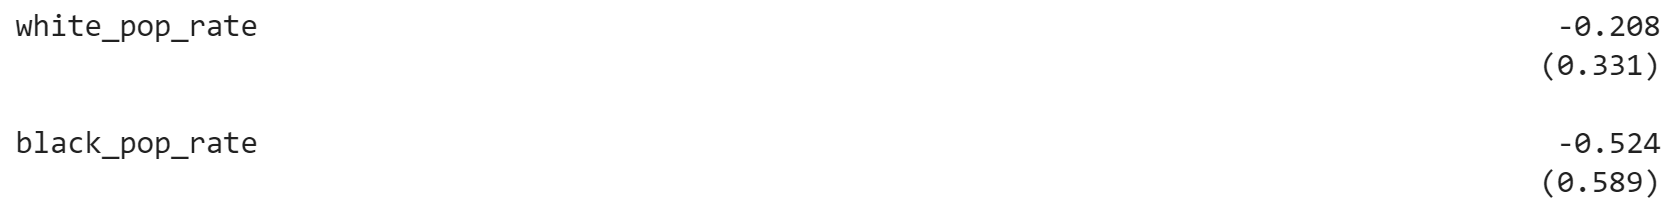 white_pop_rate -0.208
(0.331)
black_pop_rate -0.524
(0.589)